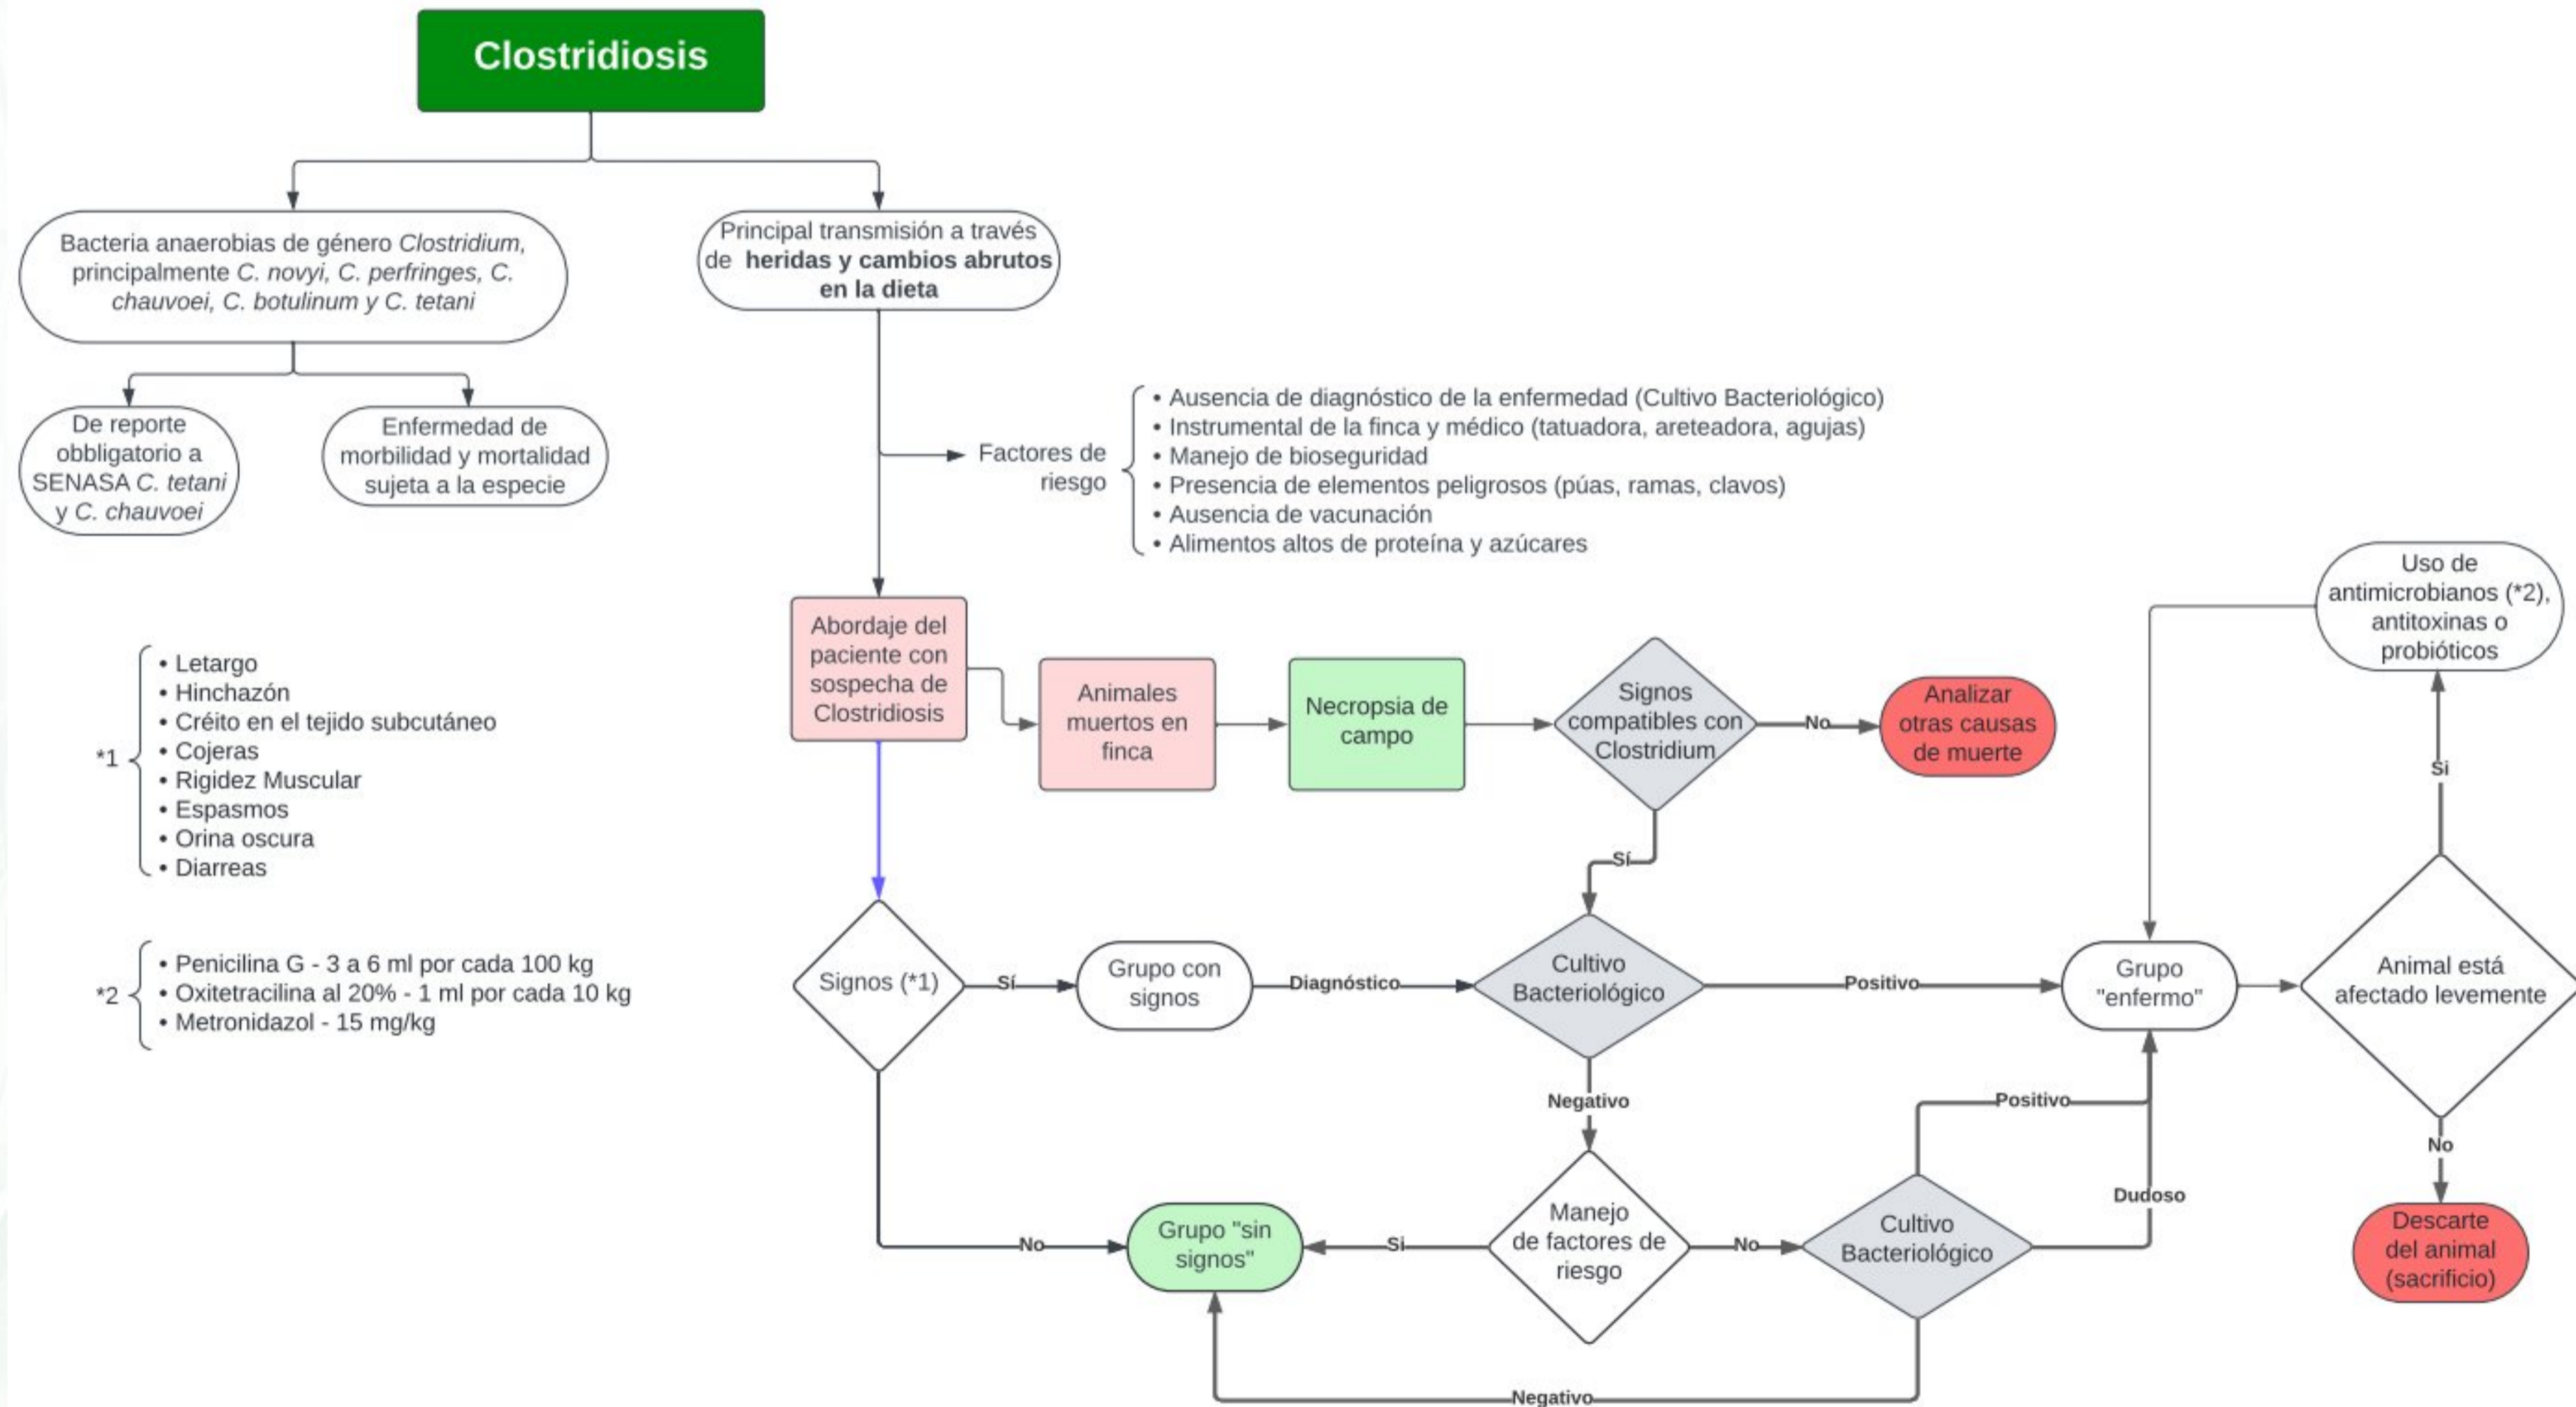 Clostridiosis
Bacteria anaerobias de género Clostridium,
principalmente C. novyi, C. perfringes, C.
chauvoei, C. botulinum y C. tetani
Principal transmisión a través
de heridas y cambios abrutos
en la dieta
De reporte
obbligatorio a
SENASA C. tetani
y C. chauvoei
Enfermedad de
morbilidad y mortalidad
sujeta a la especie
Factores de
riesgo
• Ausencia de diagnóstico de la enfermedad (Cultivo Bacteriológico)
• Instrumental de la finca y médico (tatuadora, areteadora, agujas)
• Manejo de bioseguridad
• Presencia de elementos peligrosos (púas, ramas, clavos)
• Ausencia de vacunación
• Alimentos altos de proteína y azúcares
*1
• Letargo
• Hinchazón
• Créito en el tejido subcutáneo
• Cojeras
• Rigidez Muscular
• Espasmos
• Orina oscura
• Diarreas
*2
• Penicilina G - 3 a 6 ml por cada 100 kg
• Oxitetracilina al 20% - 1 ml por cada 10 kg
• Metronidazol - 15 mg/kg
Abordaje del
paciente con
sospecha de
Clostridiosis
Animales
muertos en
finca
Necropsia de
campo
Signos
compatibles con
Clostridium
No
Analizar
otras causas
de muerte
Sí
Signos (*1)
Sí
Grupo con
signos
Diagnóstico
Cultivo
Bacteriológico
Positivo
Grupo
"enfermo"
Animal está
afectado levemente
Si
Uso de
antimicrobianos (*2),
antitoxinas o
probióticos
No
Descarte
del animal
(sacrificio)
Negativo
Manejo
de factores de
riesgo
Si
Grupo "sin
signos"
No
No
Cultivo
Bacteriológico
Positivo
Dudoso
Negativo